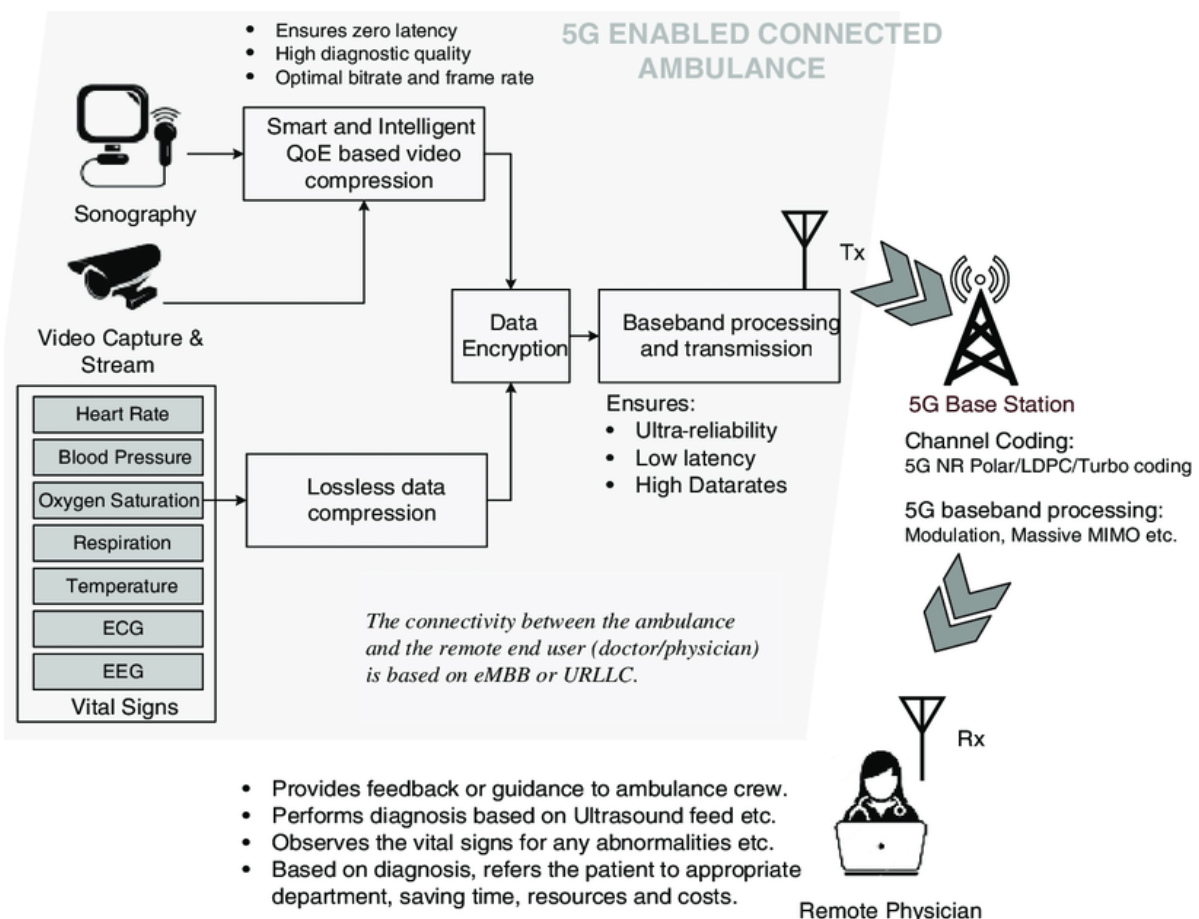 • Ensures zero latency
• High diagnostic quality
• Optimal bitrate and frame rate
5G ENABLED CONNECTED
AMBULANCE
Smart and Intelligent
QoE based video
compression
Sonography
Tx
Video Capture &
Stream
Data
Encryption
Baseband processing
and transmission
Ensures:
• Ultra-reliability
• Low latency
• High Datarates
5G Base Station
Channel Coding:
5G NR Polar/LDPC/Turbo coding
5G baseband processing:
Modulation, Massive MIMO etc.
Heart Rate
Blood Pressure
Oxygen Saturation
Respiration
Temperature
ECG
EEG
Vital Signs
Lossless data
compression
The connectivity between the ambulance
and the remote end user (doctor/physician)
is based on eMBB or URLLC.
Rx
• Provides feedback or guidance to ambulance crew.
• Performs diagnosis based on Ultrasound feed etc.
• Observes the vital signs for any abnormalities etc.
• Based on diagnosis, refers the patient to appropriate
department, saving time, resources and costs.
Remote Physician